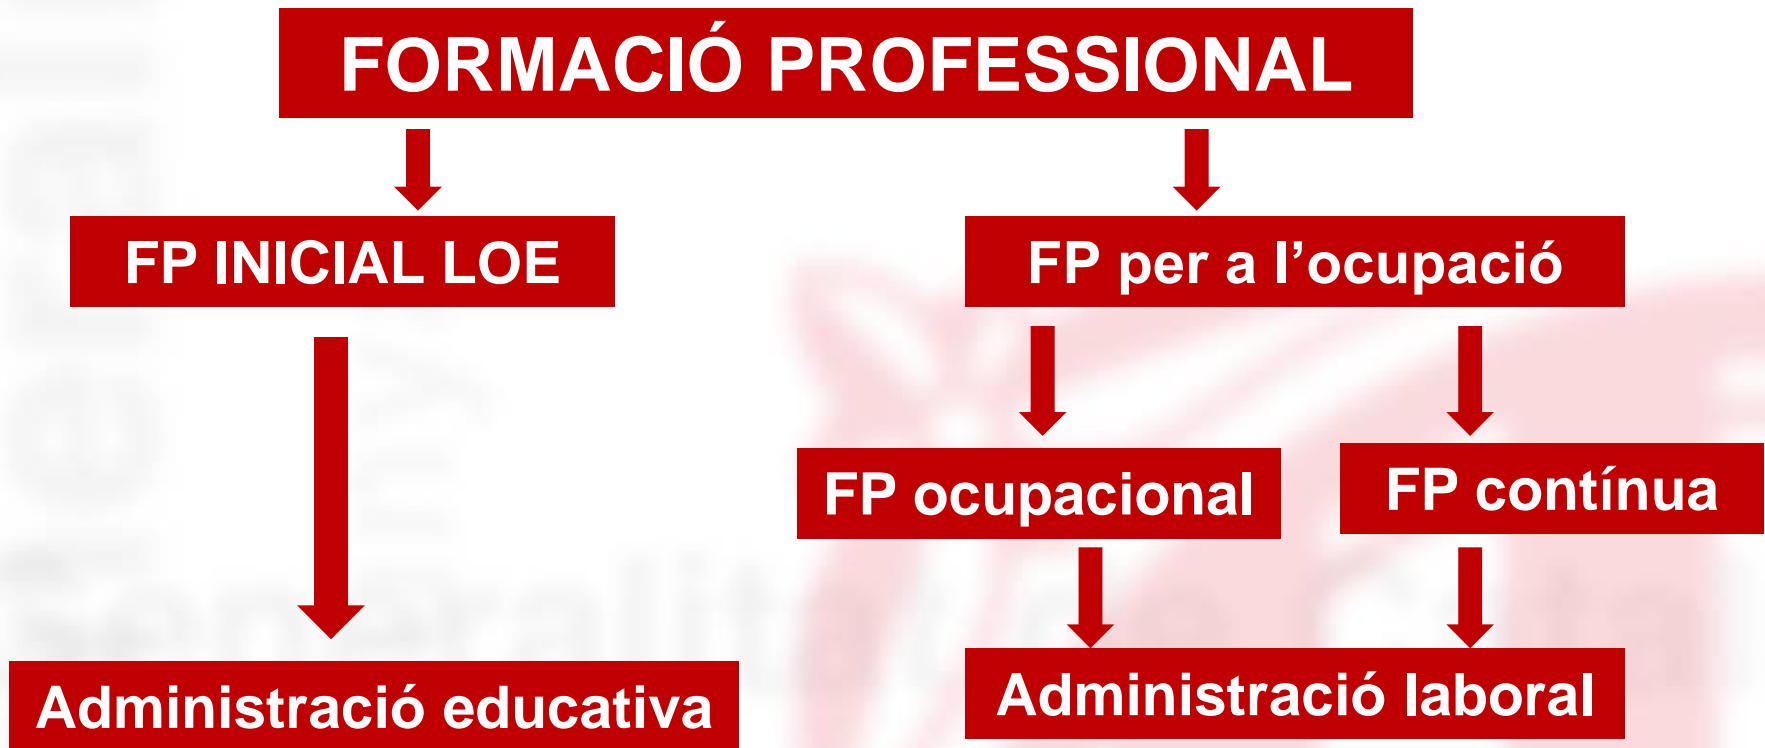 FORMACIÓ PROFESSIONAL
FP INICIAL LOE
FP per a l’ocupació
FP ocupacional
FP contínua
Administració educativa
Administració laboral